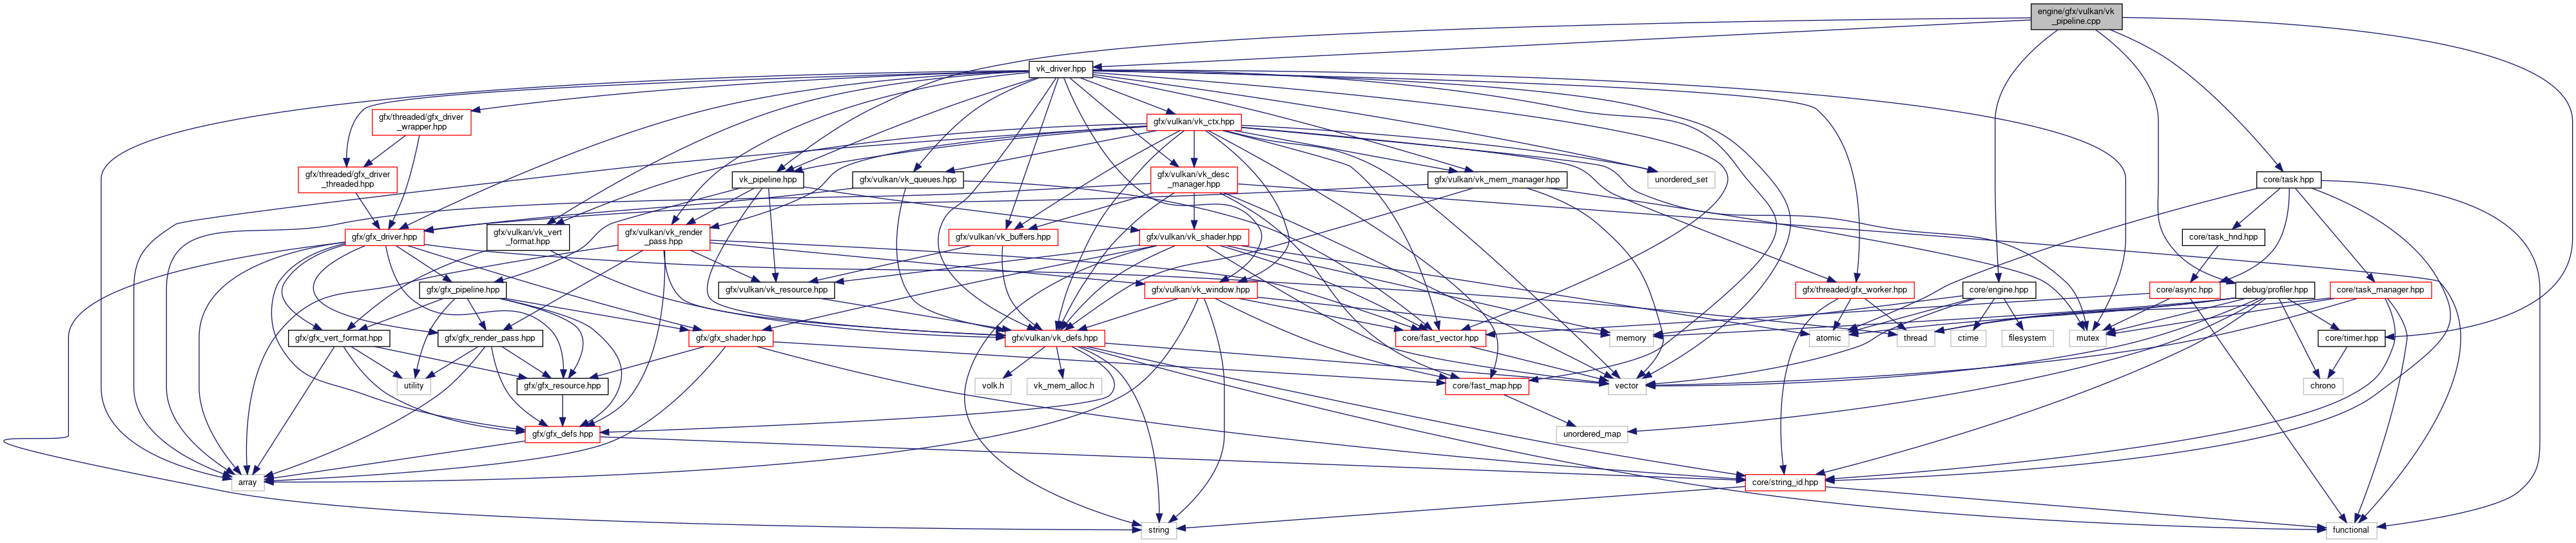 engine/gfx/vulkan/vk
_pipeline.cpp
vk_driver.hpp
gfx/threaded/gfx_driver
_wrapper.hpp
gfx/vulkan/vk_ctx.hpp
gfx/threaded/gfx_driver
_threaded.hpp
vk_pipeline.hpp
gfx/vulkan/vk_queues.hpp
gfx/vulkan/vk_desc
_manager.hpp
gfx/vulkan/vk_mem_manager.hpp
unordered_set
core/task.hpp
gfx/gfx_driver.hpp
gfx/vulkan/vk_vert
_format.hpp
gfx/vulkan/vk_render
_pass.hpp
gfx/vulkan/vk_buffers.hpp
gfx/vulkan/vk_shader.hpp
core/task_hnd.hpp
gfx/gfx_pipeline.hpp
gfx/vulkan/vk_resource.hpp
gfx/vulkan/vk_window.hpp
gfx/threaded/gfx_worker.hpp
core/engine.hpp
core/async.hpp
debug/profiler.hpp
core/task_manager.hpp
gfx/gfx_vert_format.hpp
gfx/gfx_render_pass.hpp
gfx/gfx_shader.hpp
gfx/vulkan/vk_defs.hpp
core/fast_vector.hpp
memory
atomic
thread
ctime
filesystem
mutex
core/timer.hpp
utility
gfx/gfx_resource.hpp
volk.h
vk_mem_alloc.h
core/fast_map.hpp
vector
chrono
gfx/gfx_defs.hpp
unordered_map
array
core/string_id.hpp
string
functional